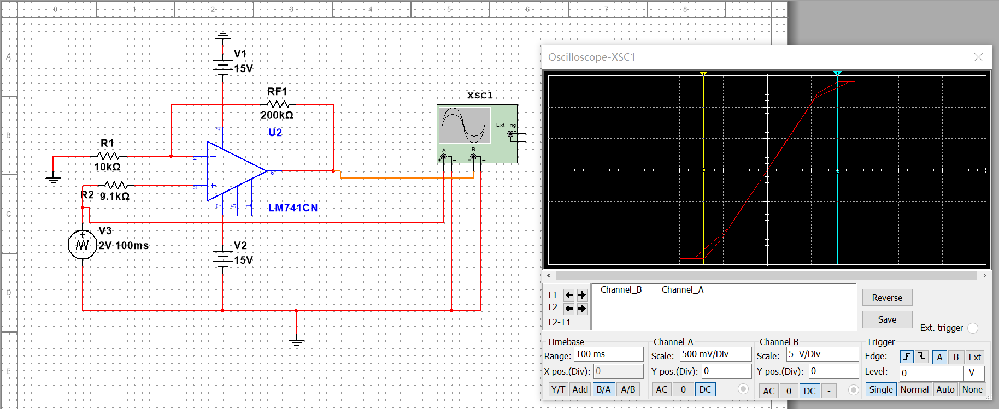 0 1 2 3 4 5 6 7 8
A
B
C
D
E
V1
15V
RF1
200kΩ
U2
4
R1
10kΩ
2
6
3
R2 9.1kΩ
7 5 1
LM741CN
V3
2V 100ms
V2
15V
XSC1
Ext Trig
+
−
A B
+ − + −
Oscilloscope-XSC1
T1
T2
T2-T1
Channel_B Channel_A
Reverse
Save
Ext. trigger
Timebase
Range: 100 ms
X pos.(Div): 0
Y/T Add B/A A/B
Channel A
Scale: 500 mV/Div
Y pos.(Div): 0
AC 0 DC
Channel B
Scale: 5 V/Div
Y pos.(Div): 0
AC 0 DC -
Trigger
Edge: A B Ext
Level: 0 V
Single Normal Auto None